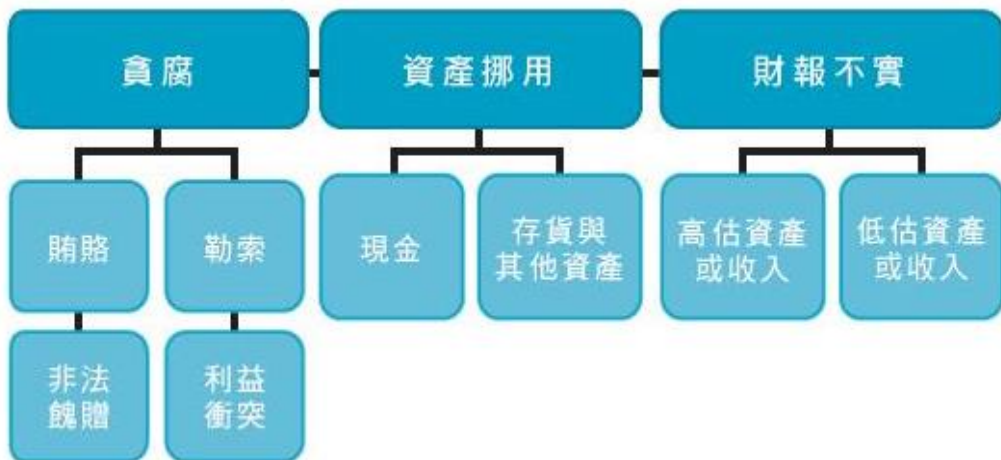 貪腐
資產挪用
財報不實
賄賂
勒索
現金
存貨與
其他資產
高估資產
或收入
低估資產
或收入
非法
餽贈
利益
衝突